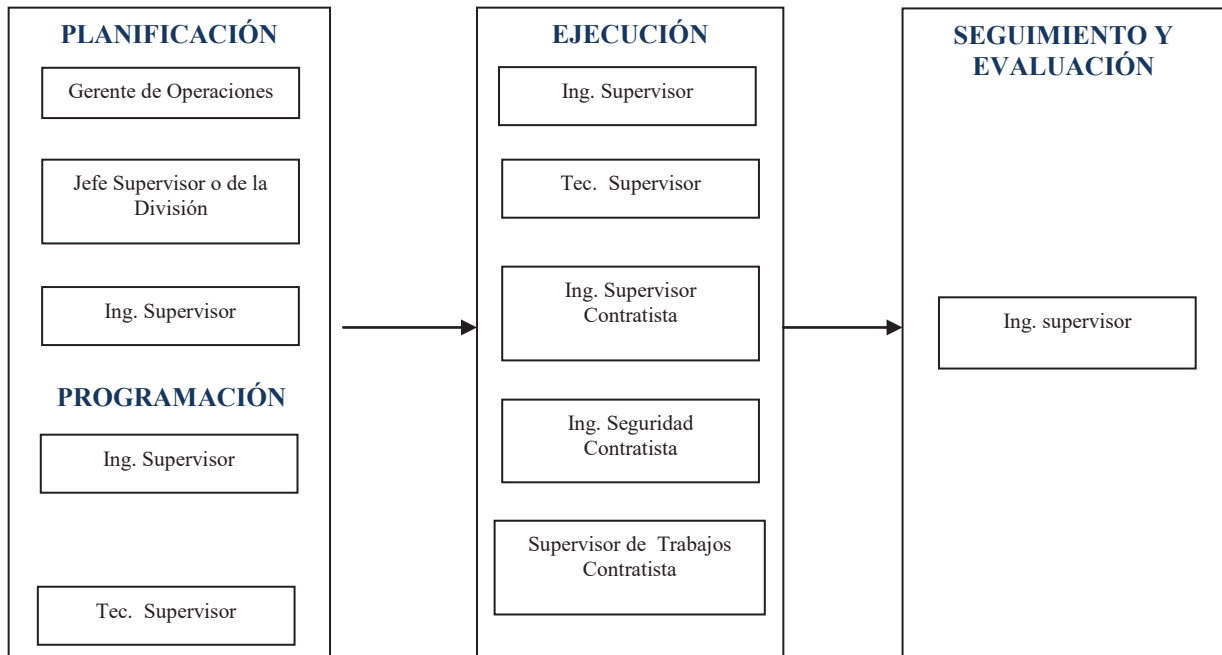 PLANIFICACIÓN
Gerente de Operaciones
Jefe Supervisor o de la
División
Ing. Supervisor
PROGRAMACIÓN
Ing. Supervisor
Tec. Supervisor
EJECUCIÓN
Ing. Supervisor
Tec. Supervisor
Ing. Supervisor
Contratista
Ing. Seguridad
Contratista
Supervisor de Trabajos
Contratista
SEGUIMIENTO Y
EVALUACIÓN
Ing. supervisor